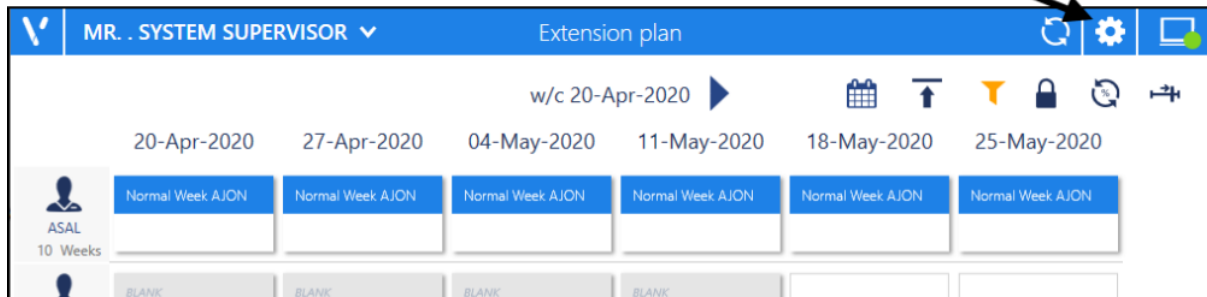 MR. . SYSTEM SUPERVISOR Extension plan
w/c 20-Apr-2020
%
20-Apr-2020 27-Apr-2020 04-May-2020 11-May-2020 18-May-2020 25-May-2020
Normal Week AJON Normal Week AJON Normal Week AJON Normal Week AJON Normal Week AJON Normal Week AJON
ASAL
10 Weeks
BLANK BLANK BLANK BLANK